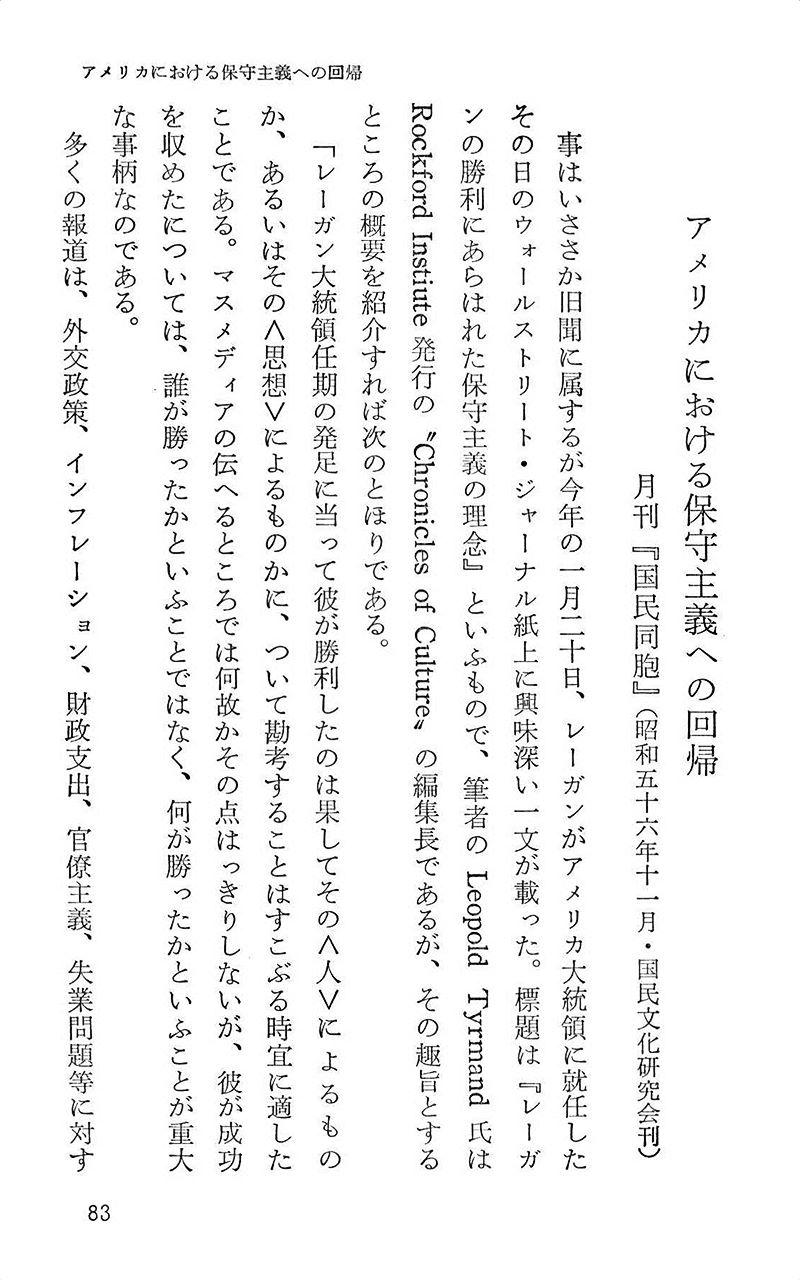 アメリカにおける保守主義への回帰
アメリカにおける保守主義への回帰
月刊『国民同胞』（昭和五十六年十一月・国民文化研究会刊）
事はいささか旧聞に属するが今年の一月二十日、レーガンがアメリカ大統領に就任した
その日のウォールストリート・ジャーナル紙上に興味深い一文が載った。標題は『レーガ
ンの勝利にあらはれた保守主義の理念』といふもので、筆者の Leopold Tyrmand 氏は
Rockford Instiute 発行の〝Chronicles of Culture〟の編集長であるが、その趣旨とする
ところの概要を紹介すれば次のとほりである。
「レーガン大統領任期の発足に当って彼が勝利したのは果してその＜人＞によるもの
か、あるいはその＜思想＞によるものかに、ついて勘考することはすこぶる時宜に適した
ことである。マスメディアの伝へるところでは何故かその点はっきりしないが、彼が成功
を収めたについては、誰が勝ったかといふことではなく、何が勝ったかといふことが重大
な事柄なのである。
多くの報道は、外交政策、インフレーション、財政支出、官僚主義、失業問題等に対す
83